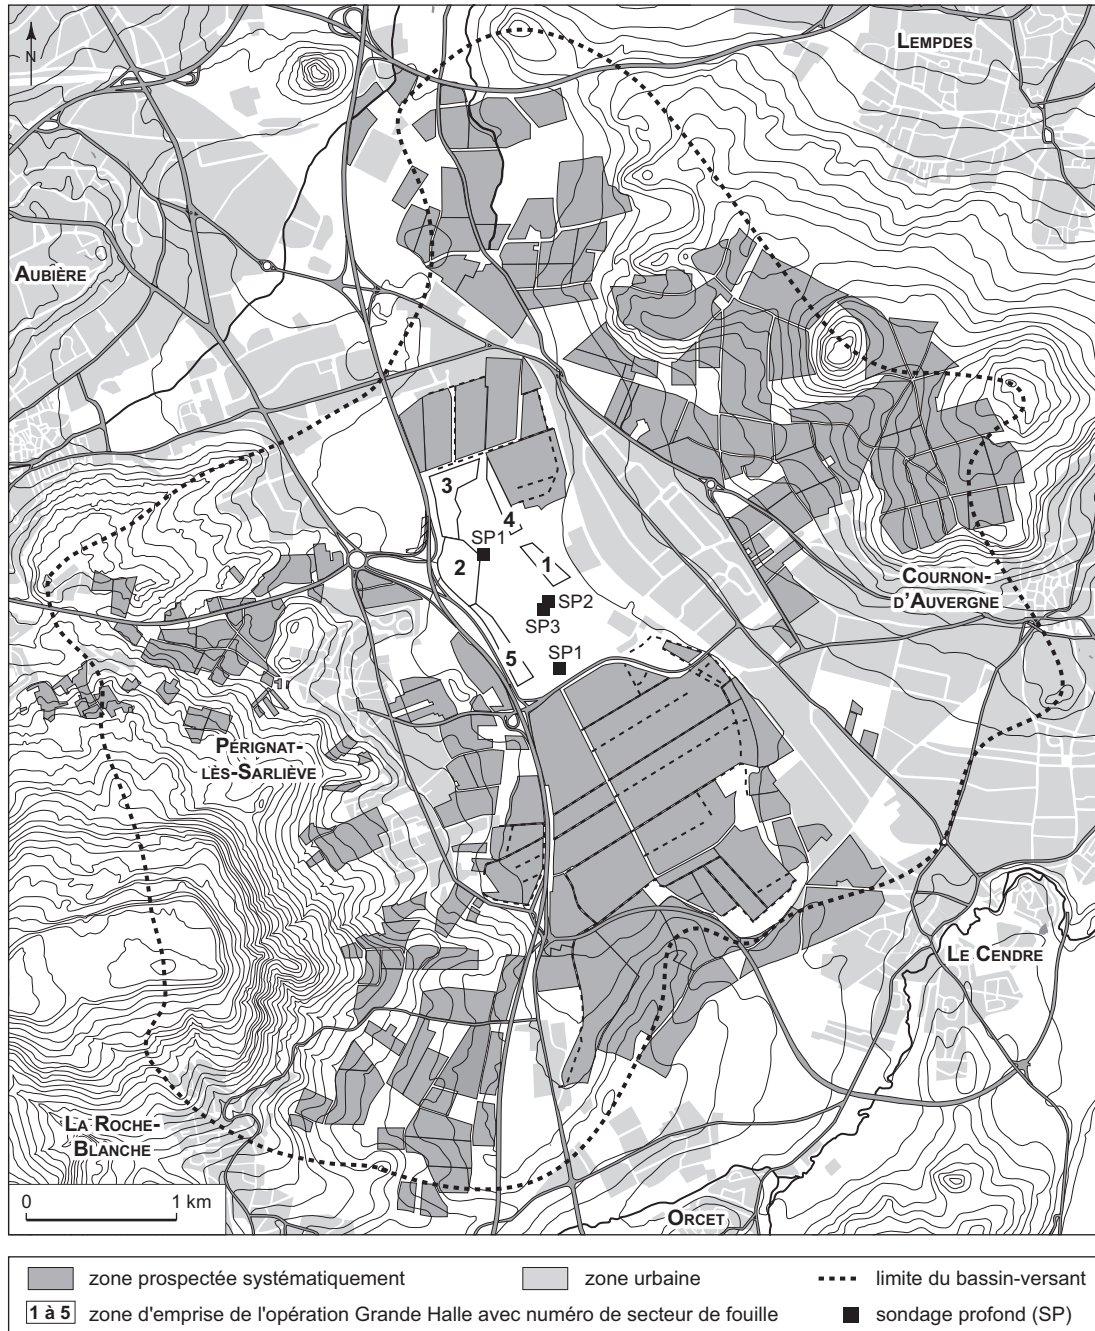 N
LEMPDES
AUBIÈRE
3
4
SP1
1
2
COURNON-
D'AUVERGNE
SP2
SP3
SP1
5
PÉRIGNAT-
LÈS-SARLIÈVE
LE CENDRE
LA ROCHE-
BLANCHE
0 1 km
ORCET
zone prospectée systématiquement
zone urbaine
limite du bassin-versant
1 à 5 zone d'emprise de l'opération Grande Halle avec numéro de secteur de fouille
sondage profond (SP)